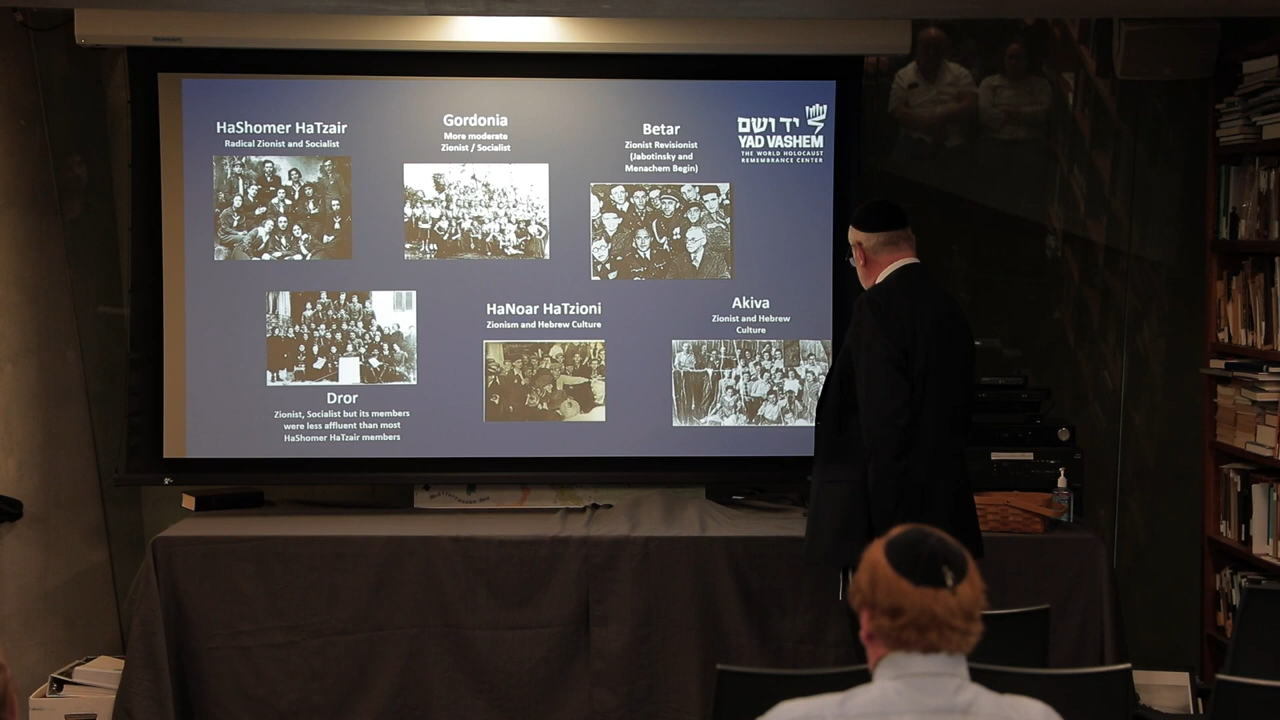 HaShomer HaTzair
Radical Zionist and Socialist
Gordonia
More moderate
Zionist / Socialist
Betar
Zionist Revisionist
(Jabotinsky and
Menachem Begin)
יד ושם
YAD VASHEM
THE WORLD HOLOCAUST
REMEMBRANCE CENTER
Dror
Zionist, Socialist but its members
were less affluent than most
HaShomer HaTzair members
HaNoar HaTzioni
Zionism and Hebrew Culture
Akiva
Zionist and Hebrew
Culture